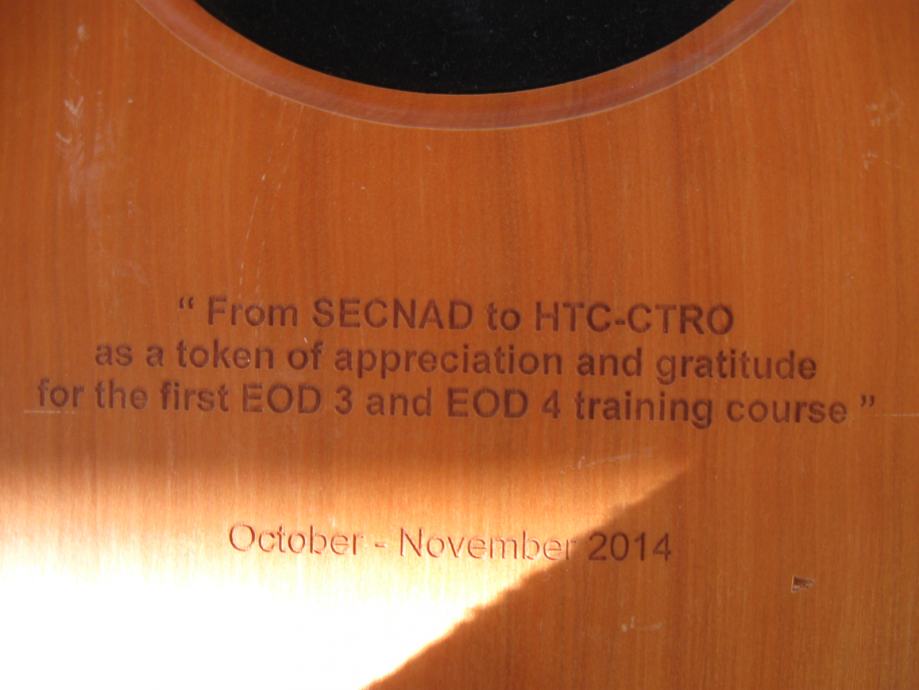 “ From SECNAD to HTC-CTRO
as a token of appreciation and gratitude
for the first EOD 3 and EOD 4 training course ”
October - November 2014